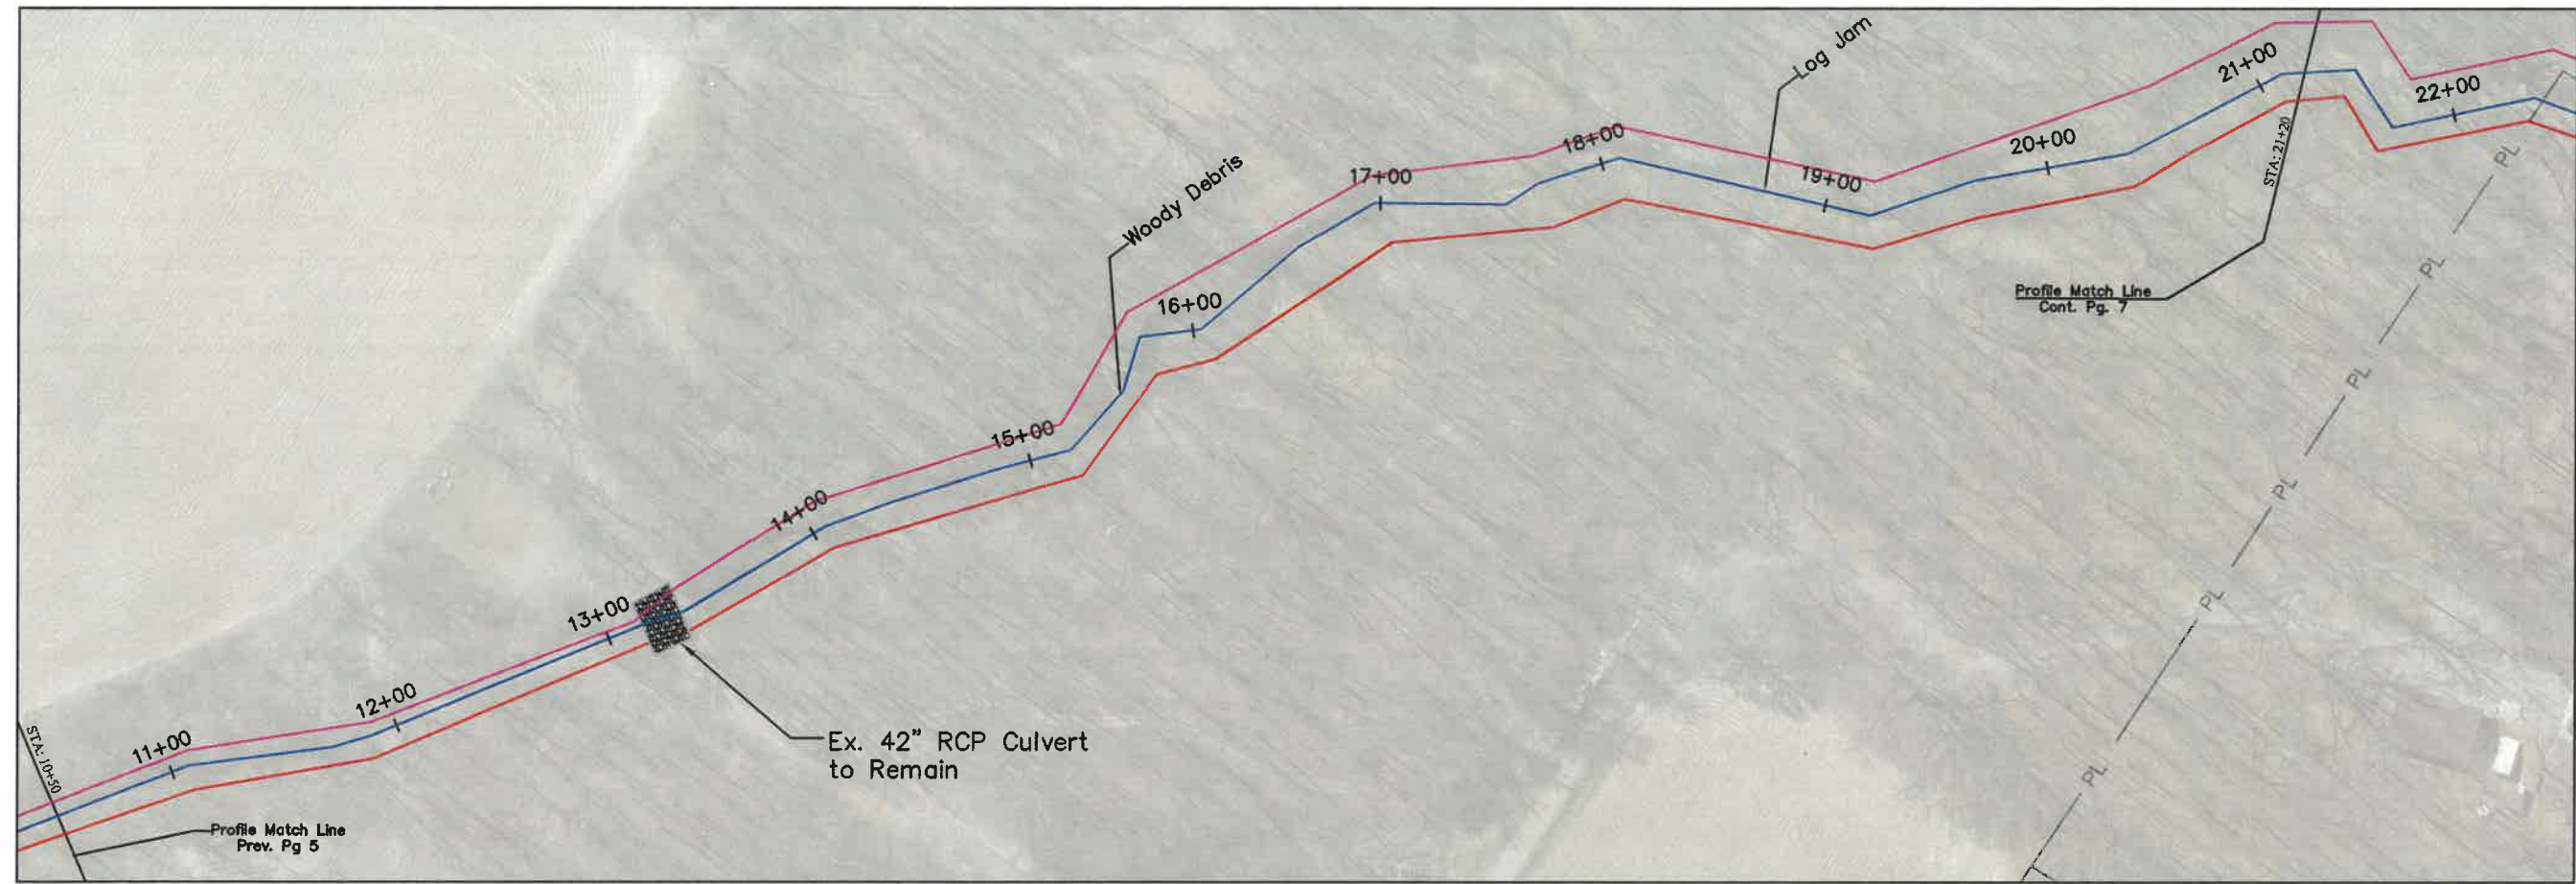 Log Jam
21+00
22+00
18+00
20+00
17+00
19+00
STA: 21+20
Woody Debris
PL
PL
Profile Match Line
Cont. Pg. 7
16+00
PL
15+00
PL
14+00
13+00
PL
12+00
11+00
Ex. 42" RCP Culvert
to Remain
STA: 10+50
PL
Profile Match Line
Prev. Pg 5